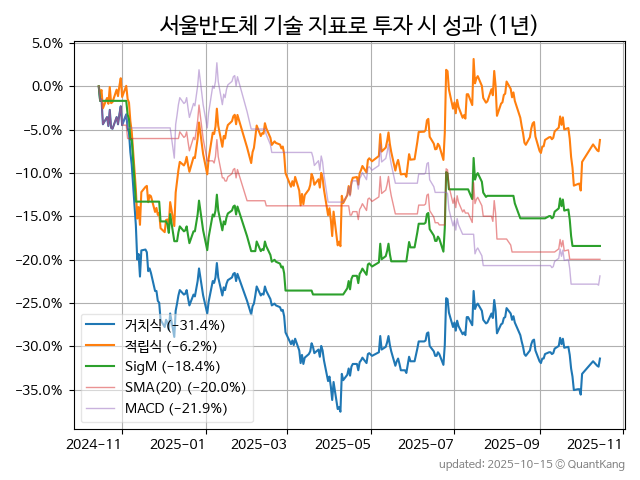 서울반도체 기술 지표로 투자 시 성과 (1년)
5.0%
0.0%
−5.0%
−10.0%
−15.0%
−20.0%
−25.0%
−30.0%
−35.0%
거치식 (−31.4%)
적립식 (−6.2%)
SigM (−18.4%)
SMA(20) (−20.0%)
MACD (−21.9%)
2024-11 2025-01 2025-03 2025-05 2025-07 2025-09 2025-11
updated: 2025-10-15 © QuantKang